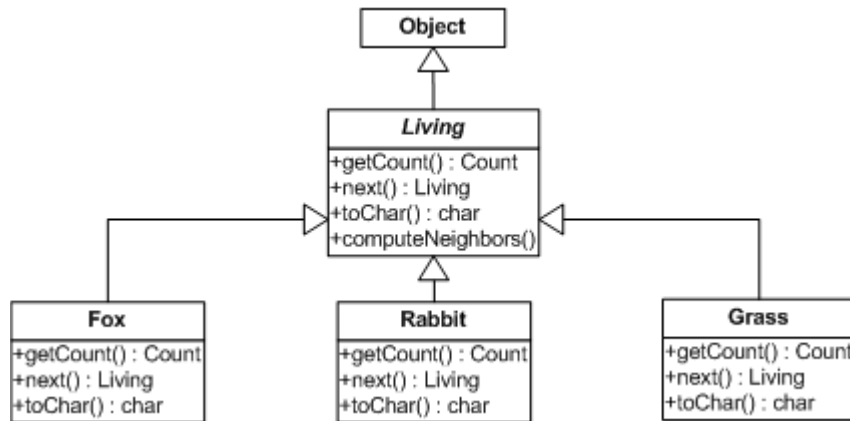 Object
Living
+getCount() : Count
+next() : Living
+toChar() : char
+computeNeighbors()
Fox
+getCount() : Count
+next() : Living
+toChar() : char
Rabbit
+getCount() : Count
+next() : Living
+toChar() : char
Grass
+getCount() : Count
+next() : Living
+toChar() : char